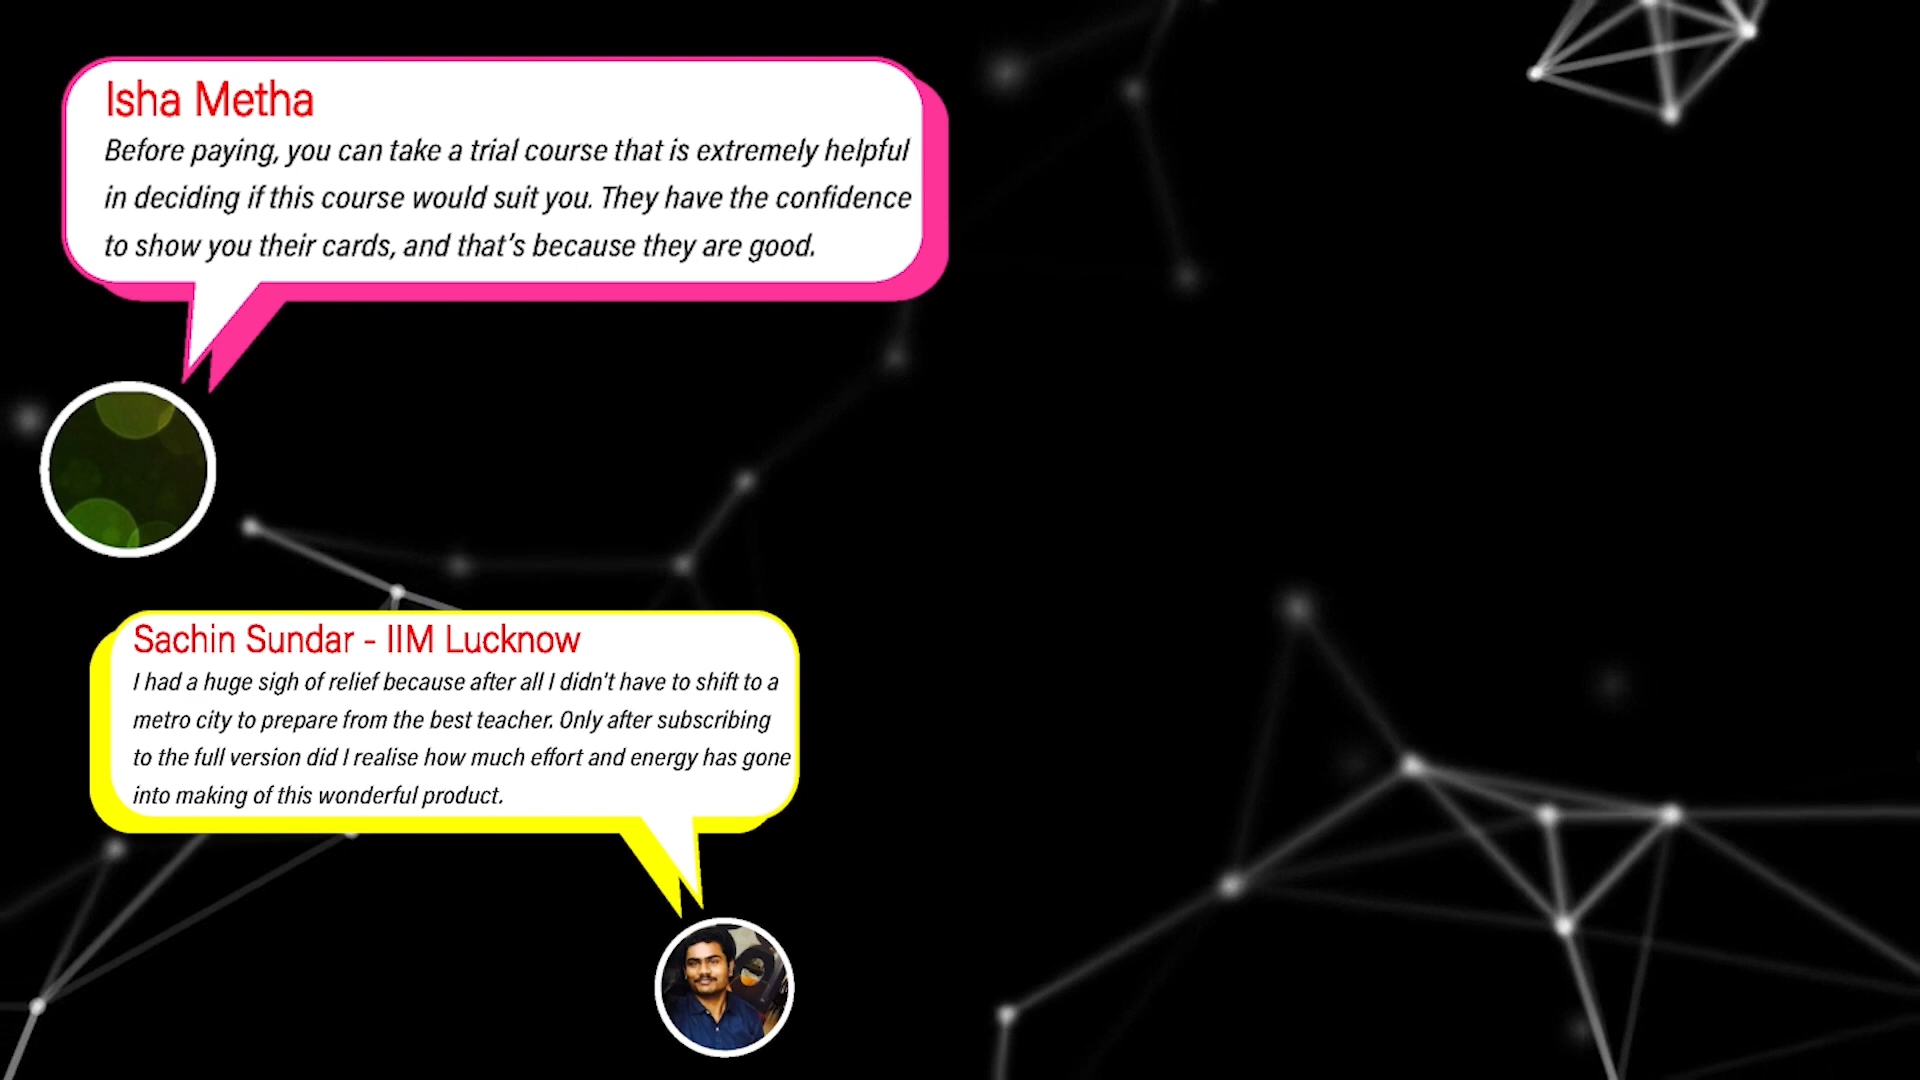 Isha Metha
Before paying, you can take a trial course that is extremely helpful
in deciding if this course would suit you. They have the confidence
to show you their cards, and that's because they are good.
Sachin Sundar - IIM Lucknow
I had a huge sigh of relief because after all I didn't have to shift to a
metro city to prepare from the best teacher. Only after subscribing
to the full version did I realise how much effort and energy has gone
into making of this wonderful product.